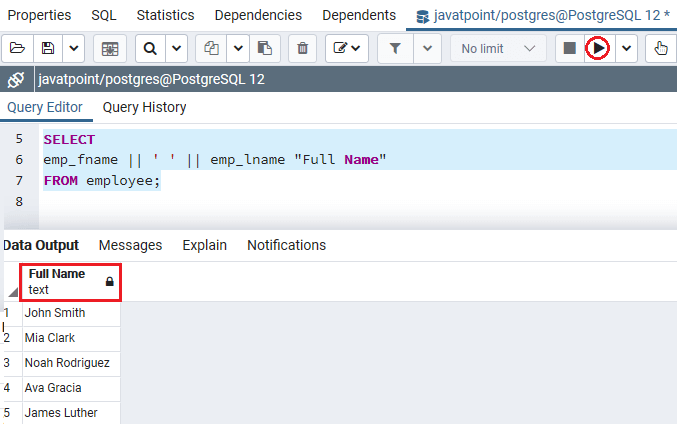 Properties SQL Statistics Dependencies Dependents javatpoint/postgres@PostgreSQL 12 *
No limit
javatpoint/postgres@PostgreSQL 12
Query Editor Query History
5 SELECT
6 emp_fname || ' ' || emp_lname "Full Name"
7 FROM employee;
8
Data Output Messages Explain Notifications
Full Name
text
1 John Smith
2 Mia Clark
3 Noah Rodriguez
4 Ava Gracia
5 James Luther